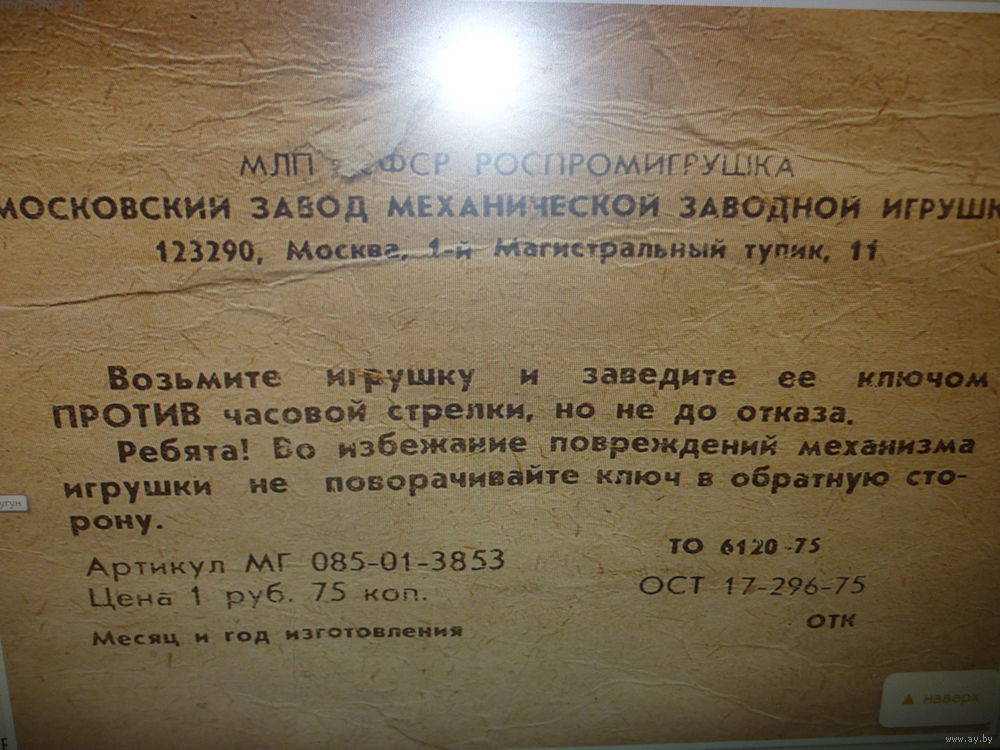 МЛП ФСР РОСПРОМИГРУШКА
МОСКОВСКИЙ ЗАВОД МЕХАНИЧЕСКОЙ ЗАВОДНОЙ ИГРУШК
123290, Москва, 1-й Магистральный тупик, 11
Возьмите игрушку и заведите ее ключом
ПРОТИВ часовой стрелки, но не до отказа.
Ребята! Во избежание повреждений механизма
игрушки не поворачивайте ключ в обратную сто-
рону.
Артикул МГ 085-01-3853
ТО 6120-75
Цена 1 руб. 75 коп.
ОСТ 17-296-75
Месяц и год изготовления
ОТК
угун
▲ наверх
www.ay.by